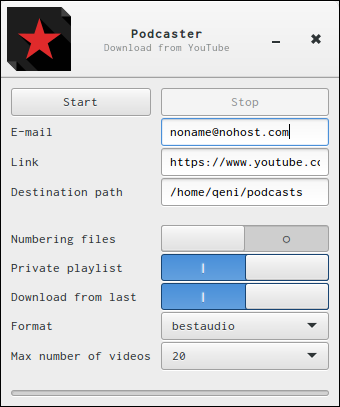 Podcaster
Download from YouTube
Start Stop
E-mail noname@nohost.com
Link https://www.youtube.co
Destination path /home/qeni/podcasts
Numbering files
Private playlist
Download from last
Format bestaudio
Max number of videos 20